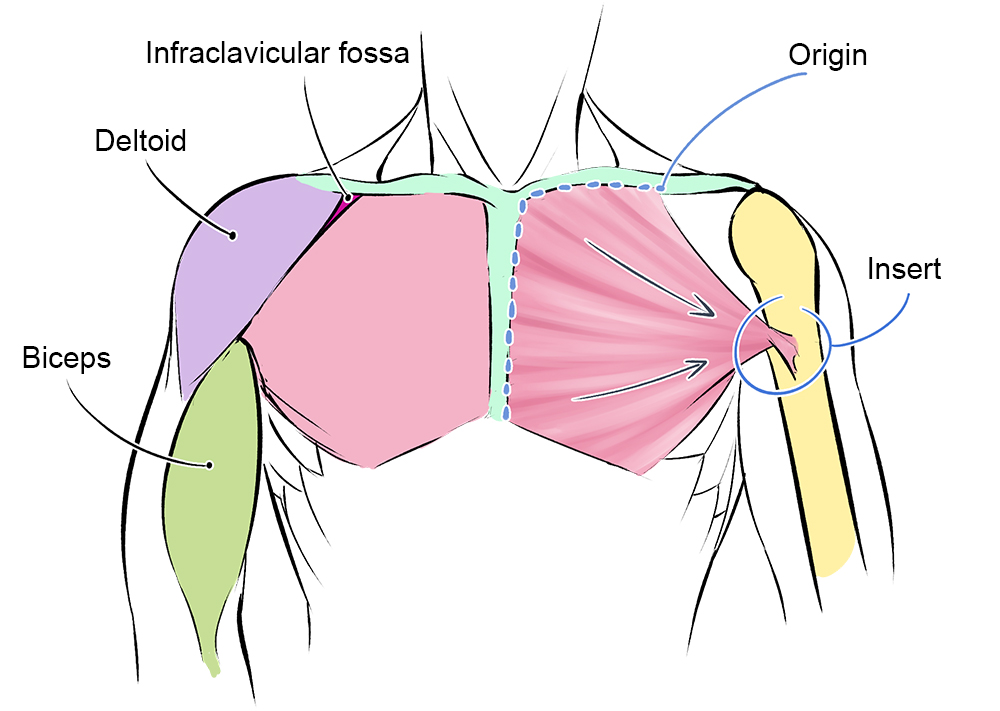 Infraclavicular fossa
Origin
Deltoid
Insert
Biceps